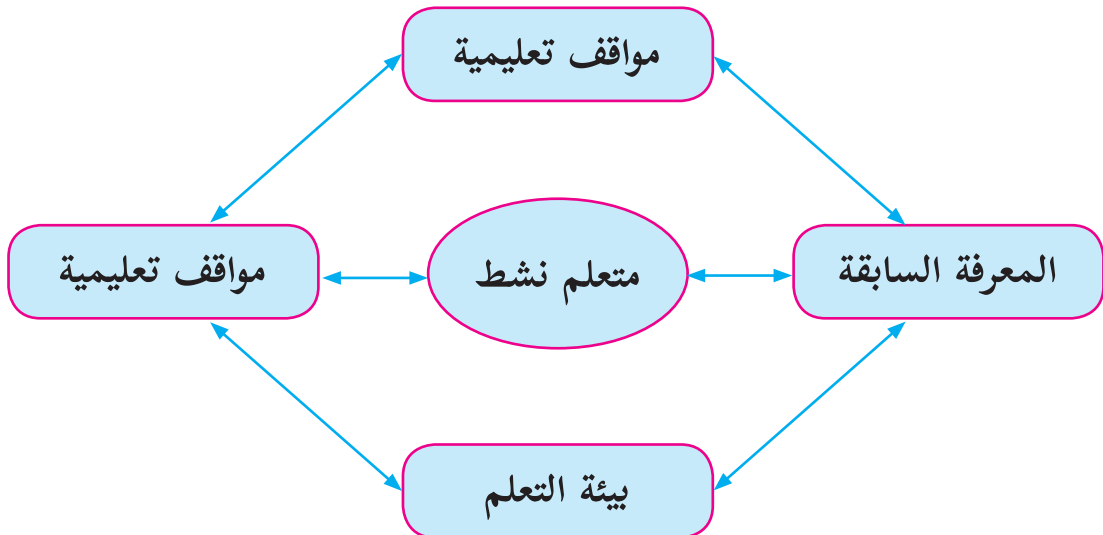 مواقف تعليمية
المعرفة السابقة
متعلم نشط
مواقف تعليمية
بيئة التعلم